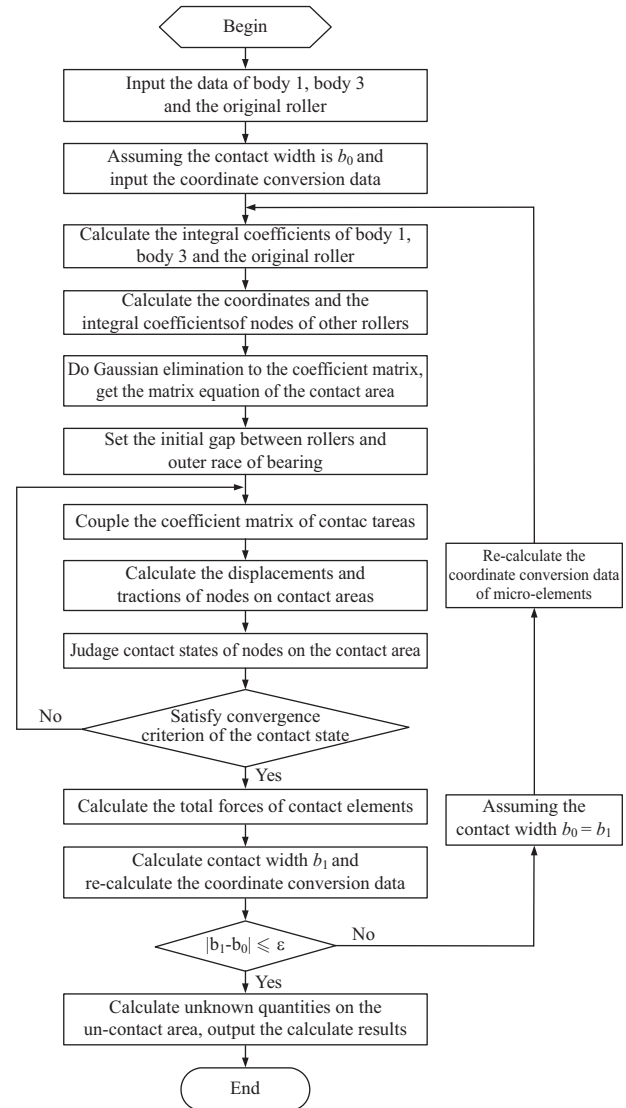 Begin
Input the data of body 1, body 3
and the original roller
Assuming the contact width is b₀ and
input the coordinate conversion data
Calculate the integral coefficients of body 1,
body 3 and the original roller
Calculate the coordinates and the
integral coefficientsof nodes of other rollers
Do Gaussian elimination to the coefficient matrix,
get the matrix equation of the contact area
Set the initial gap between rollers and
outer race of bearing
Couple the coefficient matrix of contac tareas
Calculate the displacements and
tractions of nodes on contact areas
Judage contact states of nodes on the contact area
No
Satisfy convergence
criterion of the contact state
Yes
Calculate the total forces of contact elements
Calculate contact width b₁ and
re-calculate the coordinate conversion data
|b₁-b₀| ⩽ ε
No
Assuming the
contact width b₀ = b₁
Re-calculate the
coordinate conversion data
of micro-elements
Yes
Calculate unknown quantities on the
un-contact area, output the calculate results
End